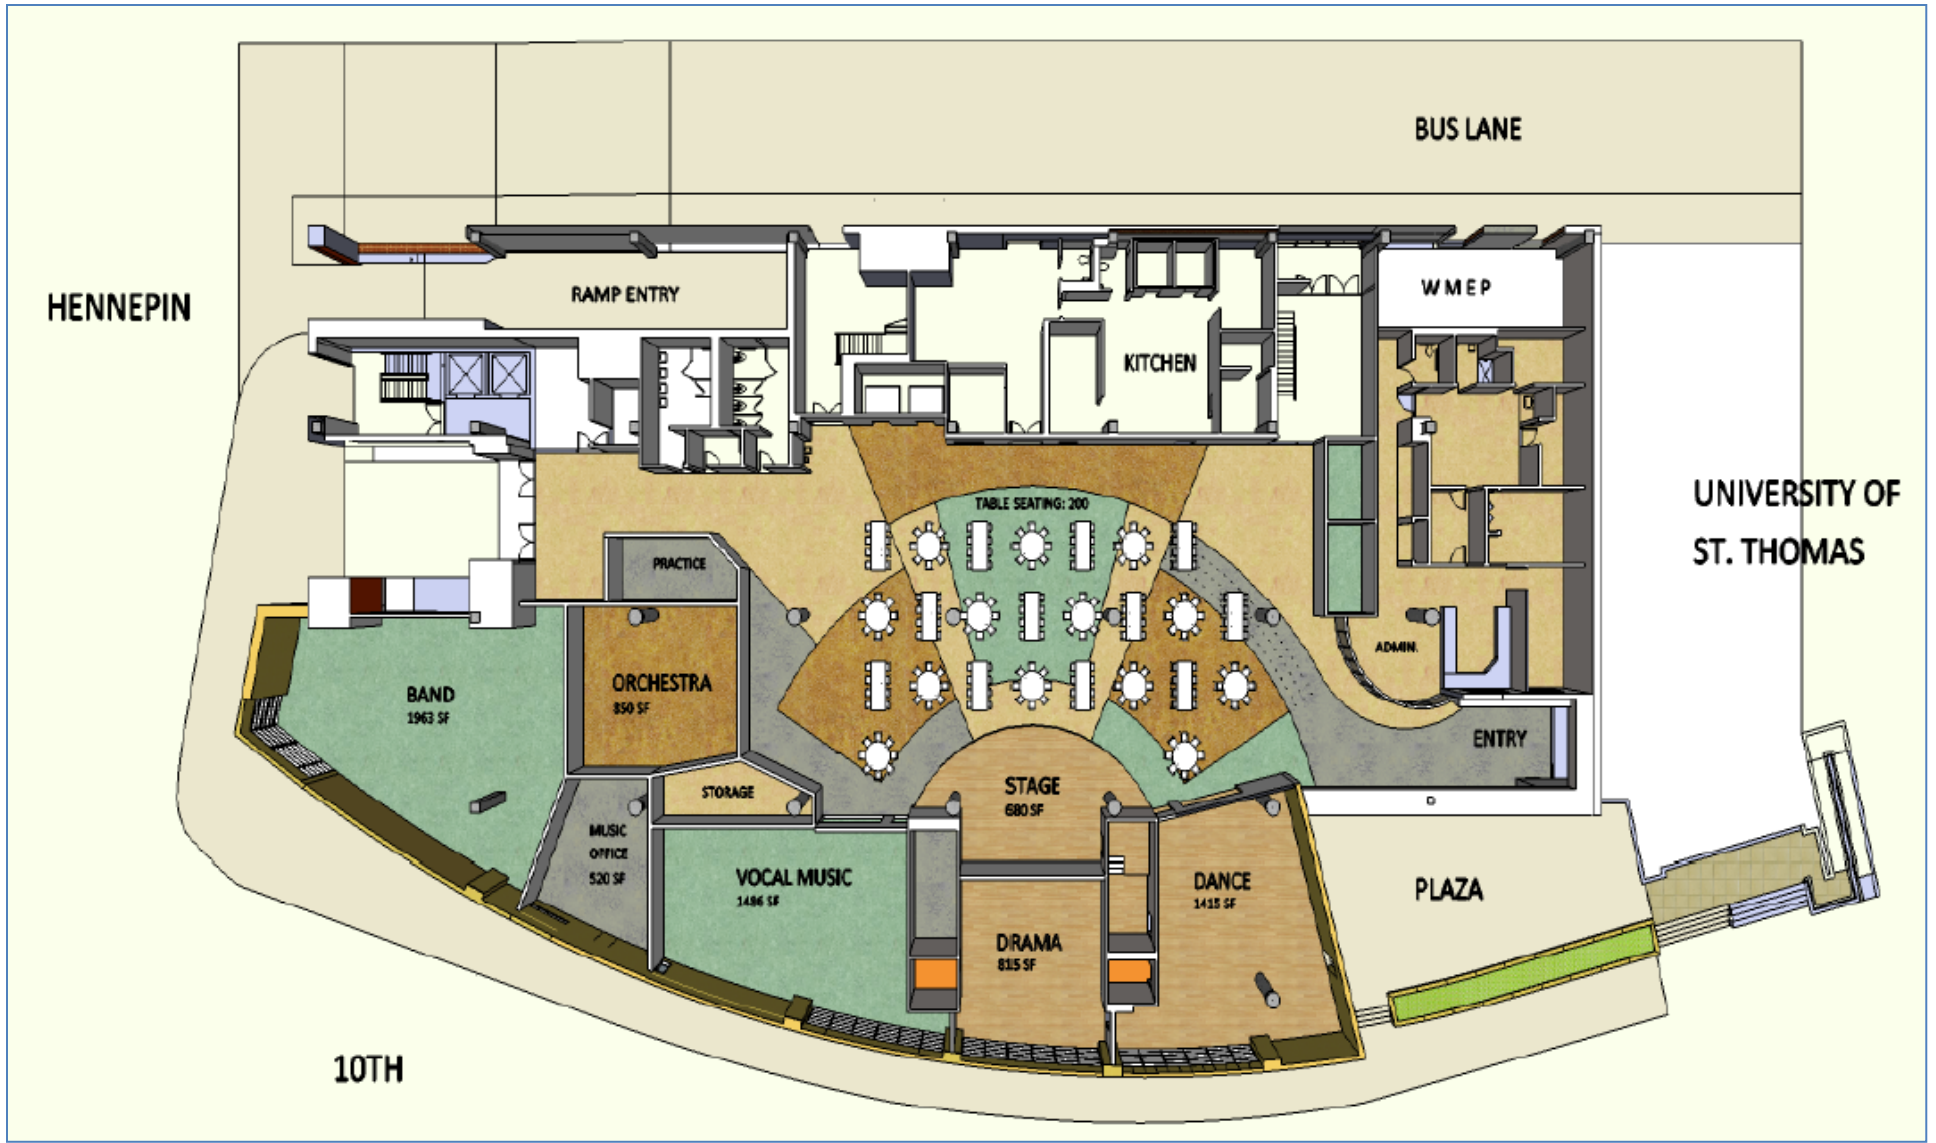 BUS LANE
HENNEPIN
RAMP ENTRY
WMEP
KITCHEN
TABLE SEATING: 200
UNIVERSITY OF
ST. THOMAS
PRACTICE
ADMIN.
ORCHESTRA
850 SF
BAND
1963 SF
ENTRY
STORAGE
STAGE
680 SF
MUSIC
OFFICE
520 SF
VOCAL MUSIC
1486 SF
DANCE
1415 SF
PLAZA
DRAMA
815 SF
10TH